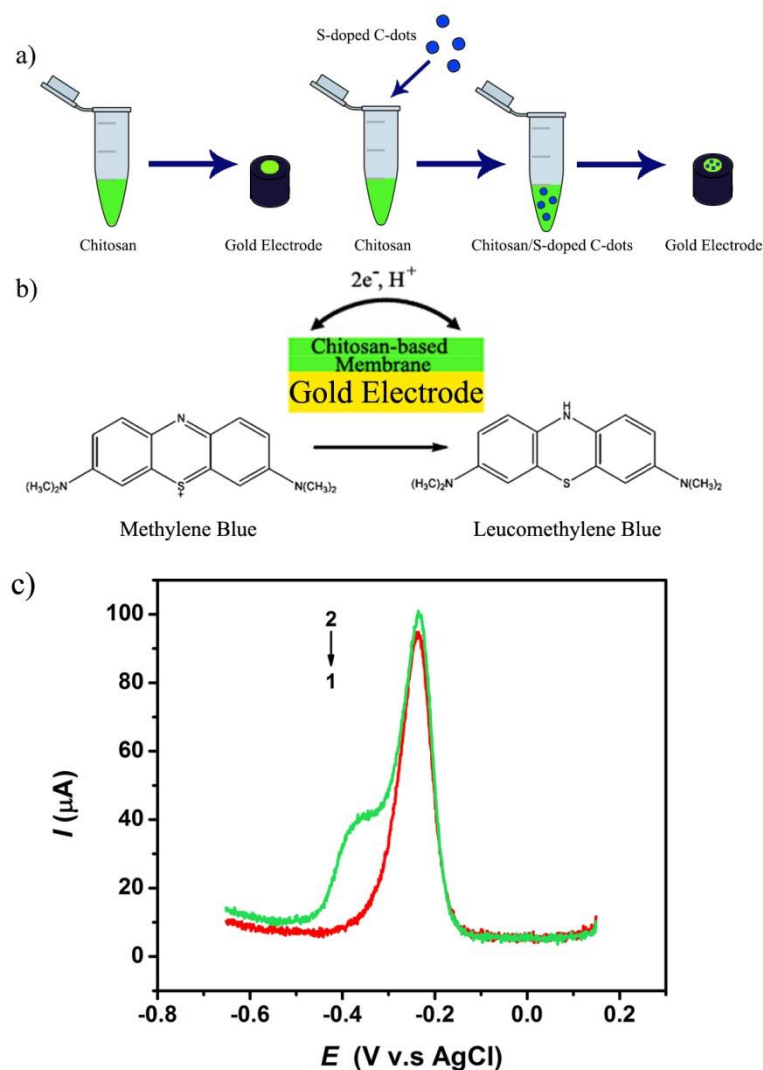 a)
S-doped C-dots
Chitosan
Gold Electrode
Chitosan
Chitosan/S-doped C-dots
Gold Electrode
b)
2e⁻, H⁺
Chitosan-based
Membrane
Gold Electrode
N
(H₃C)₂N
S
+
N(CH₃)₂
H
N
(H₃C)₂N
S
N(CH₃)₂
Methylene Blue
Leucomethylene Blue
c)
2
1
100
80
60
40
20
0
I (µA)
-0.8
-0.6
-0.4
-0.2
0.0
0.2
E (V v.s AgCl)